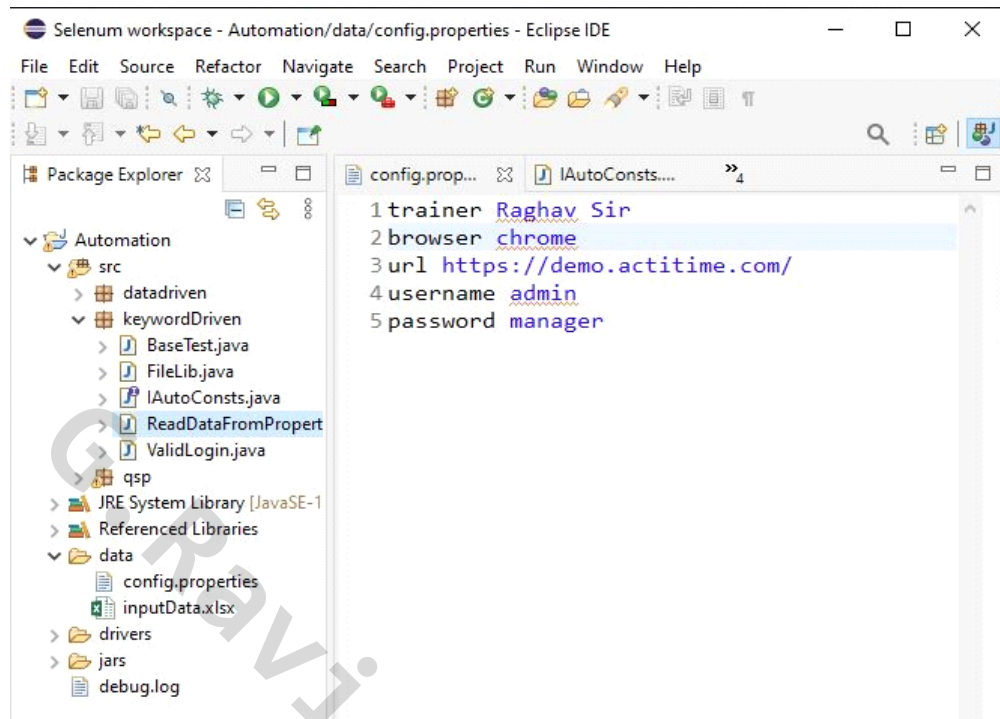 Selenum workspace - Automation/data/config.properties - Eclipse IDE
File Edit Source Refactor Navigate Search Project Run Window Help
Package Explorer
config.prop... IAutoConsts.... »4
Automation
src
datadriven
keywordDriven
BaseTest.java
FileLib.java
IAutoConsts.java
ReadDataFromPropert
ValidLogin.java
qsp
JRE System Library [JavaSE-1
Referenced Libraries
data
config.properties
inputData.xlsx
drivers
jars
debug.log
1 trainer Raghav Sir
2 browser chrome
3 url https://demo.actitime.com/
4 username admin
5 password manager
G. Ravi